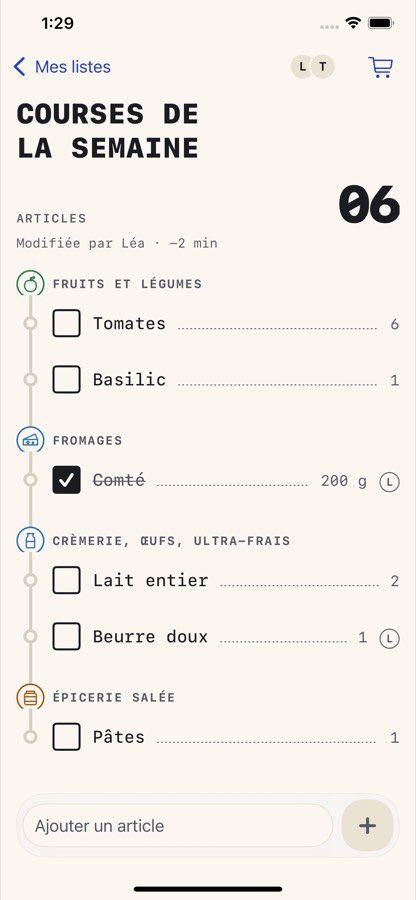 1:29
Mes listes
L T
COURSES DE
LA SEMAINE
ARTICLES
06
Modifiée par Léa · −2 min
FRUITS ET LÉGUMES
Tomates 6
Basilic 1
FROMAGES
Comté 200 g L
CRÈMERIE, ŒUFS, ULTRA−FRAIS
Lait entier 2
Beurre doux 1 L
ÉPICERIE SALÉE
Pâtes 1
Ajouter un article